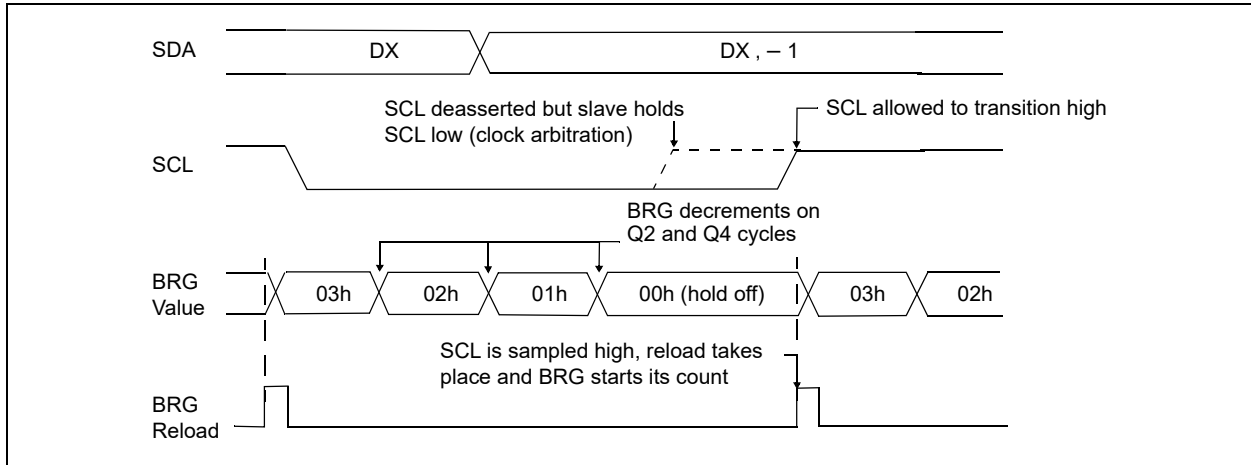 SDA
DX
DX , – 1
SCL deasserted but slave holds
SCL low (clock arbitration)
SCL allowed to transition high
SCL
BRG decrements on
Q2 and Q4 cycles
BRG
Value
03h
02h
01h
00h (hold off)
03h
02h
SCL is sampled high, reload takes
place and BRG starts its count
BRG
Reload